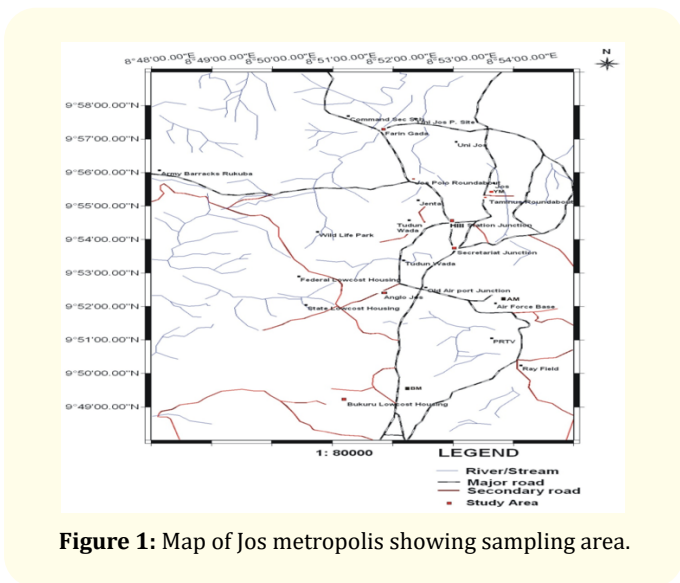 8°48'00.00"E 8°49'00.00"E 8°50'00.00"E 8°51'00.00"E 8°52'00.00"E 8°53'00.00"E 8°54'00.00"E
N
9°58'00.00"N
Command Sec Sch
Uni Jos P. Site
9°57'00.00"N
Farin Gada
Uni Jos
9°56'00.00"N
Army Barracks Rukuba
Jos Polo Roundabout
Jos
9°55'00.00"N
Jenta
Roundabout
Tudun
Wada
Station Junction
9°54'00.00"N
Wild Life Park
Secretariat Junction
9°53'00.00"N
Tudun Wada
Federal Lowcost Housing
Old Air port Junction
Anglo Jos
AM
9°52'00.00"N
State Lowcost Housing
Air Force Base
9°51'00.00"N
PRTV
9°50'00.00"N
Ray Field
BM
9°49'00.00"N
Bukuru Lowcost Housing
1: 80000
LEGEND
River/Stream
Major road
Secondary road
Study Area
Figure 1: Map of Jos metropolis showing sampling area.